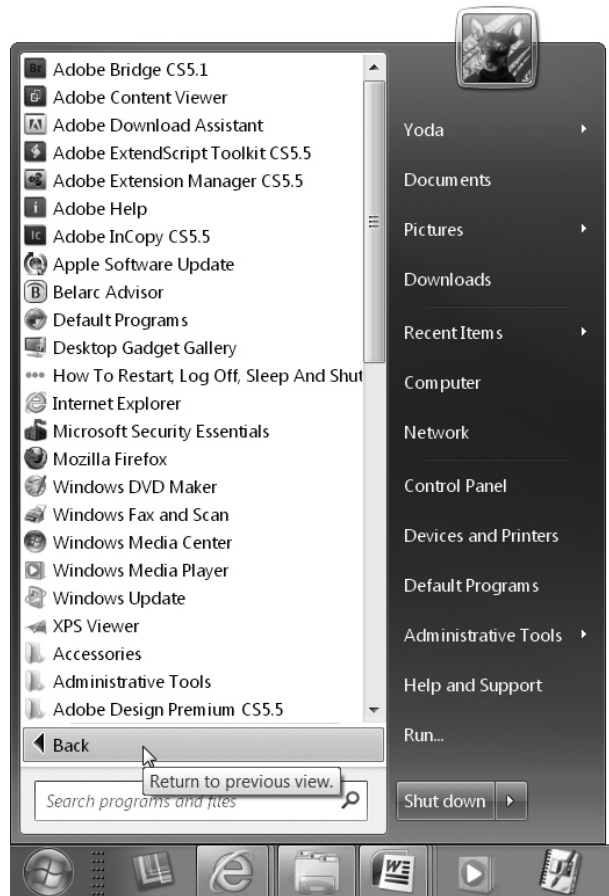 Adobe Bridge CS5.1
Adobe Content Viewer
Adobe Download Assistant
Adobe ExtendScript Toolkit CS5.5
Adobe Extension Manager CS5.5
Adobe Help
Adobe InCopy CS5.5
Apple Software Update
Belarc Advisor
Default Programs
Desktop Gadget Gallery
How To Restart, Log Off, Sleep And Shut
Internet Explorer
Microsoft Security Essentials
Mozilla Firefox
Windows DVD Maker
Windows Fax and Scan
Windows Media Center
Windows Media Player
Windows Update
XPS Viewer
Accessories
Administrative Tools
Adobe Design Premium CS5.5
Back
Return to previous view.
Search programs and files
Yoda
Documents
Pictures
Downloads
Recent Items
Computer
Network
Control Panel
Devices and Printers
Default Programs
Administrative Tools
Help and Support
Run...
Shut down